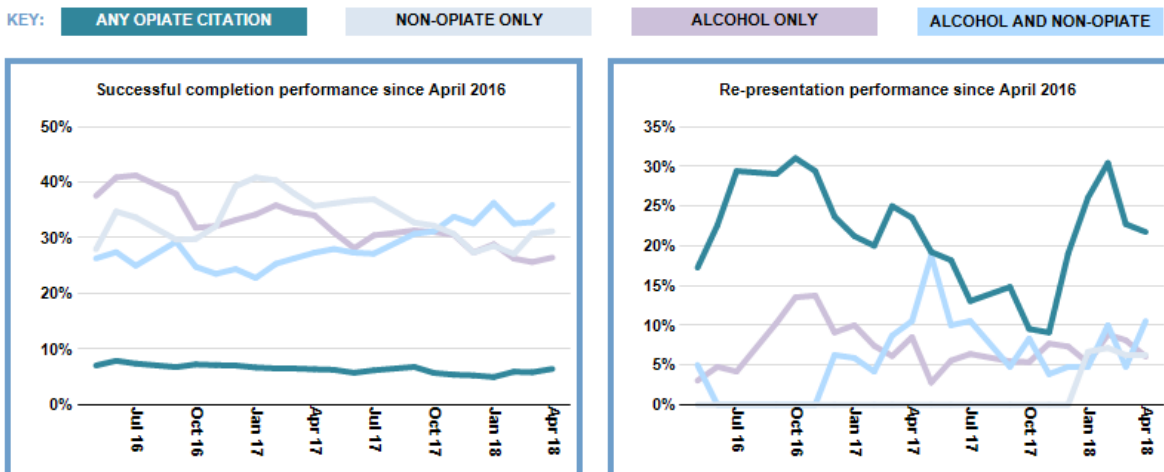 KEY: ANY OPIATE CITATION NON-OPIATE ONLY ALCOHOL ONLY ALCOHOL AND NON-OPIATE
Successful completion performance since April 2016
50%
40%
30%
20%
10%
0%
Jul 16
Oct 16
Jan 17
Apr 17
Jul 17
Oct 17
Jan 18
Apr 18
Re-presentation performance since April 2016
35%
30%
25%
20%
15%
10%
5%
0%
Jul 16
Oct 16
Jan 17
Apr 17
Jul 17
Oct 17
Jan 18
Apr 18